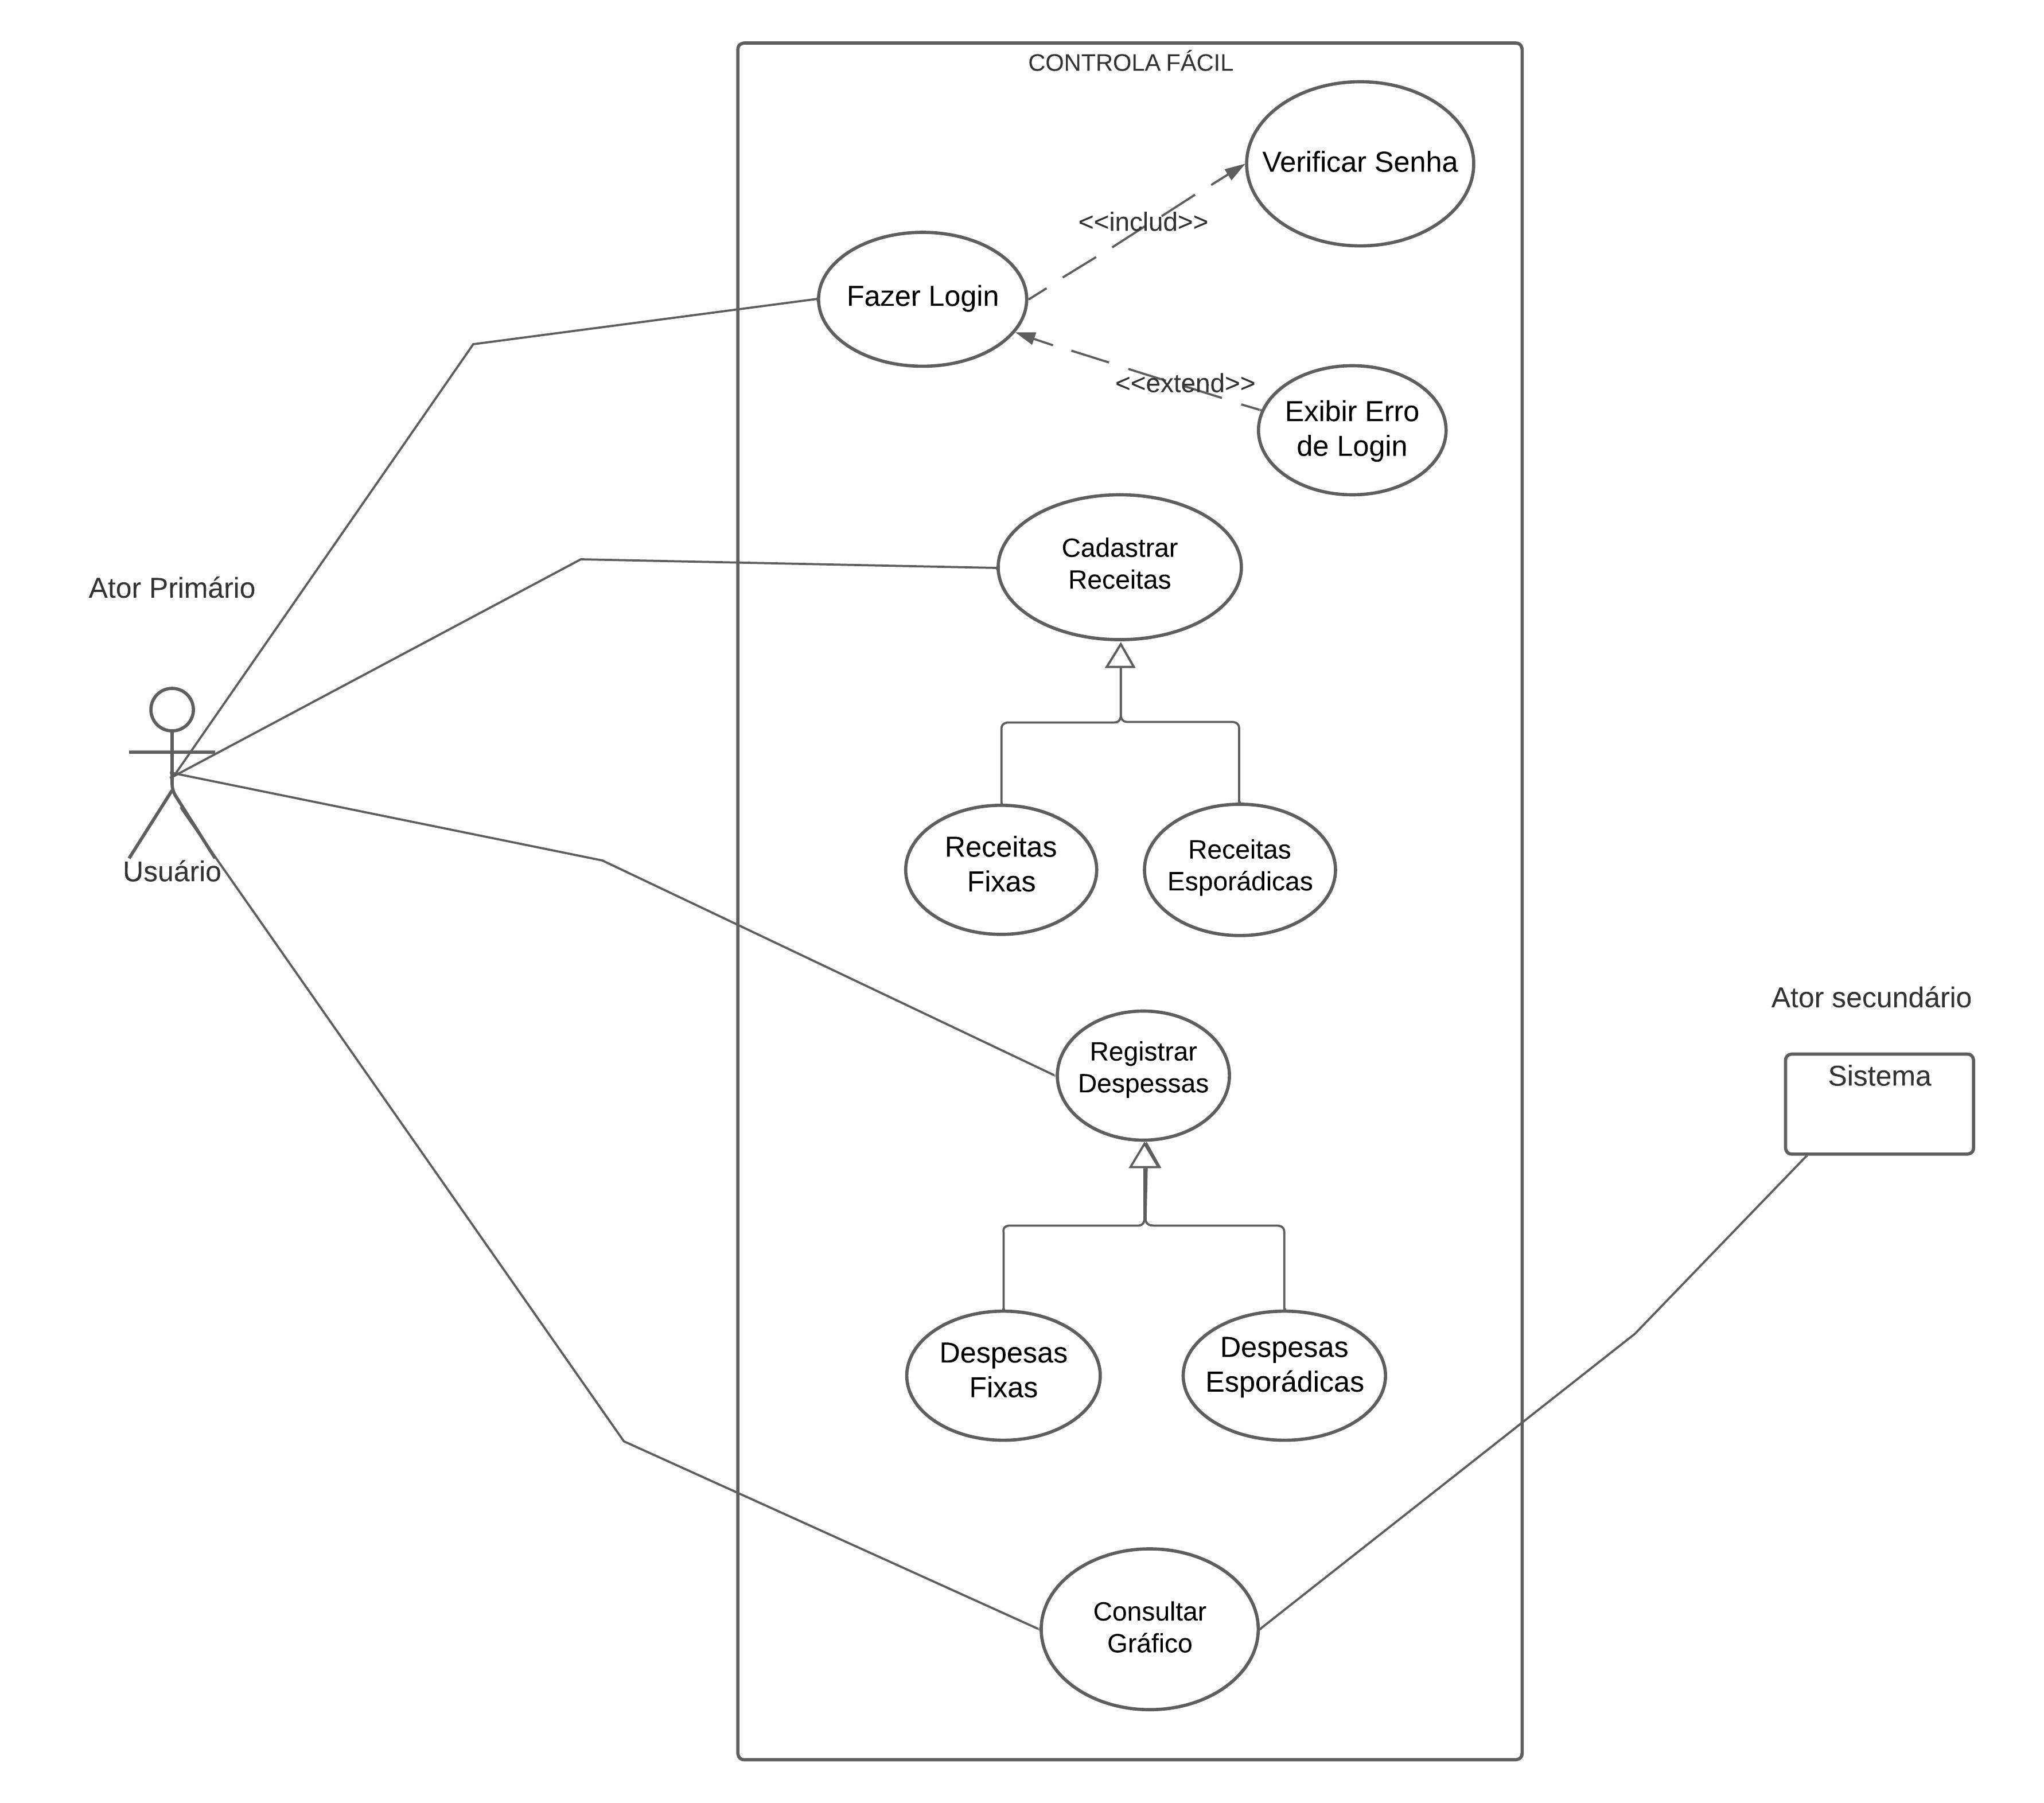 CONTROLA FÁCIL
Verificar Senha
<<includ>>
Fazer Login
<<extend>>
Exibir Erro
de Login
Cadastrar
Receitas
Ator Primário
Usuário
Receitas
Fixas
Receitas
Esporádicas
Ator secundário
Sistema
Registrar
Despessas
Despesas
Fixas
Despesas
Esporádicas
Consultar
Gráfico